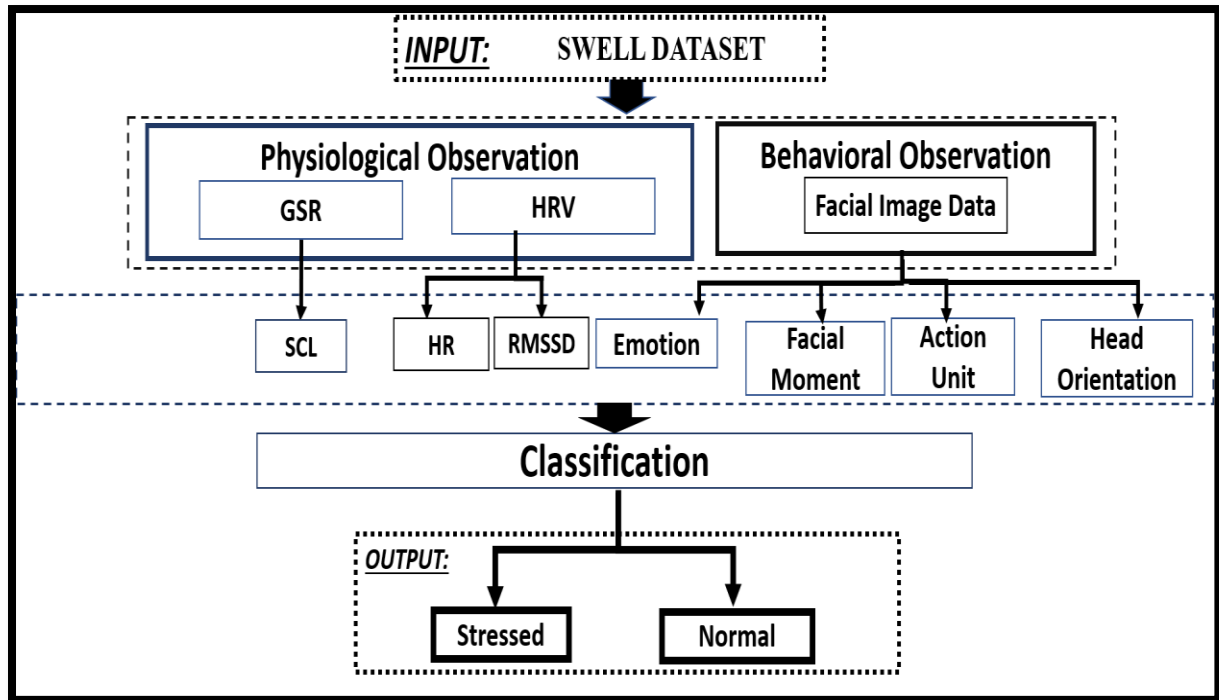 INPUT: SWELL DATASET
Physiological Observation
GSR
HRV
Behavioral Observation
Facial Image Data
SCL
HR
RMSSD
Emotion
Facial
Moment
Action
Unit
Head
Orientation
Classification
OUTPUT:
Stressed
Normal